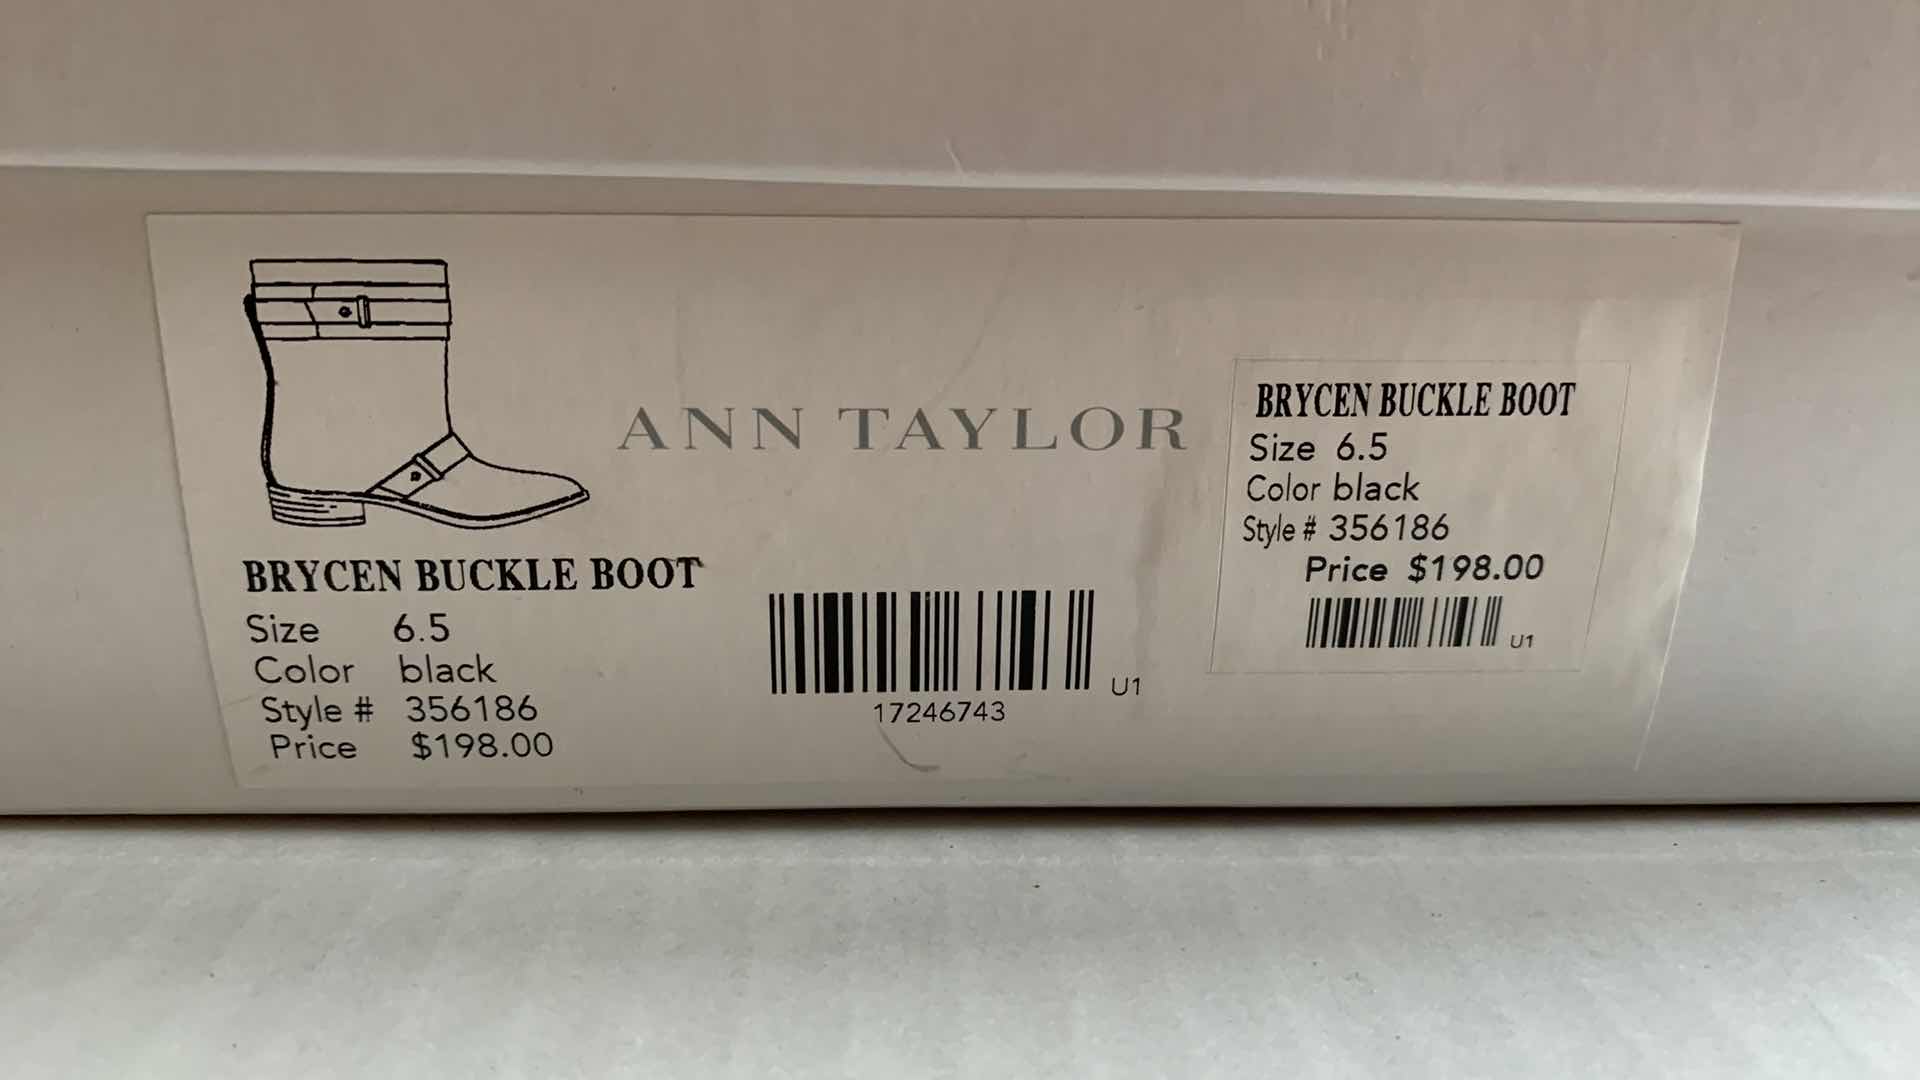 ANN TAYLOR
BRYCEN BUCKLE BOOT
Size 6.5
Color black
Style # 356186
Price $198.00
U1
17246743
BRYCEN BUCKLE BOOT
Size 6.5
Color black
Style # 356186
Price $198.00
U1